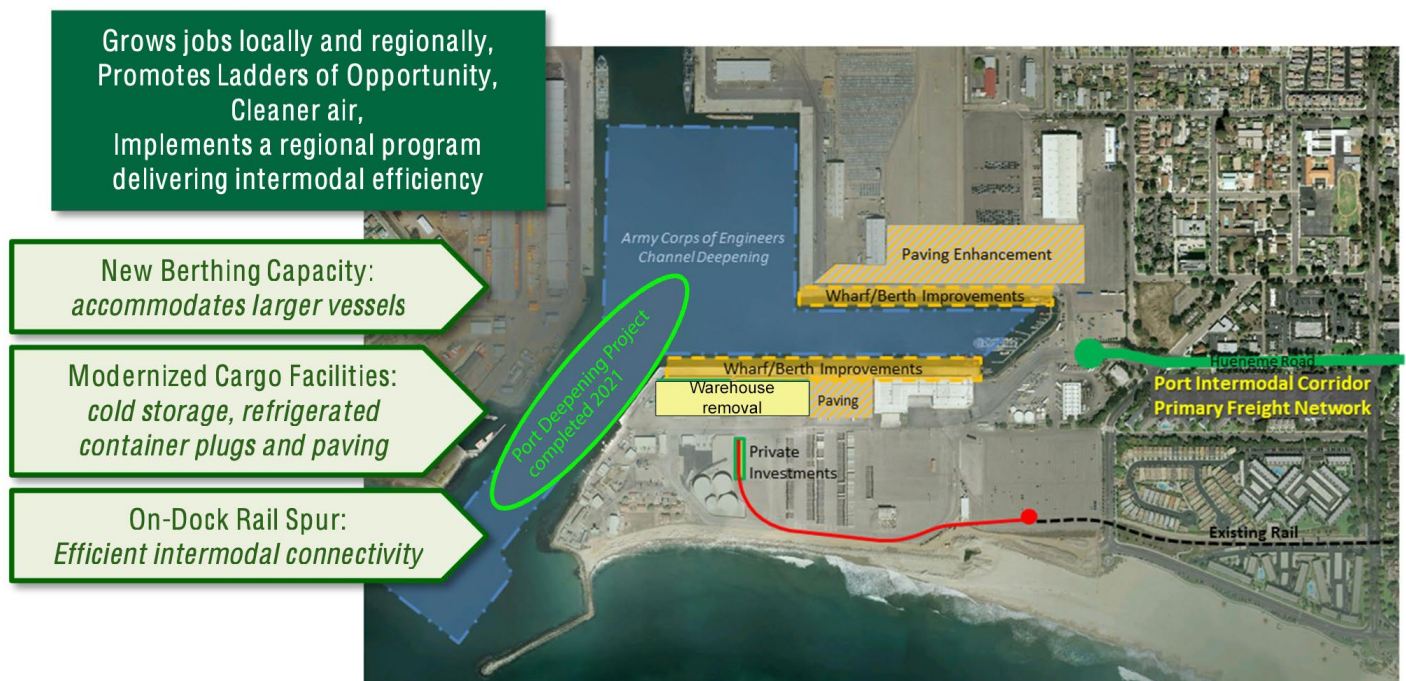 Grows jobs locally and regionally,
Promotes Ladders of Opportunity,
Cleaner air,
Implements a regional program
delivering intermodal efficiency
New Berthing Capacity:
accommodates larger vessels
Modernized Cargo Facilities:
cold storage, refrigerated
container plugs and paving
On-Dock Rail Spur:
Efficient intermodal connectivity
Army Corps of Engineers
Channel Deepening
Paving Enhancement
Wharf/Berth Improvements
Port Deepening Project
completed 2021
Wharf/Berth Improvements
Warehouse
removal
Paving
Hueneme Road
Port Intermodal Corridor
Primary Freight Network
Private
Investments
Existing Rail